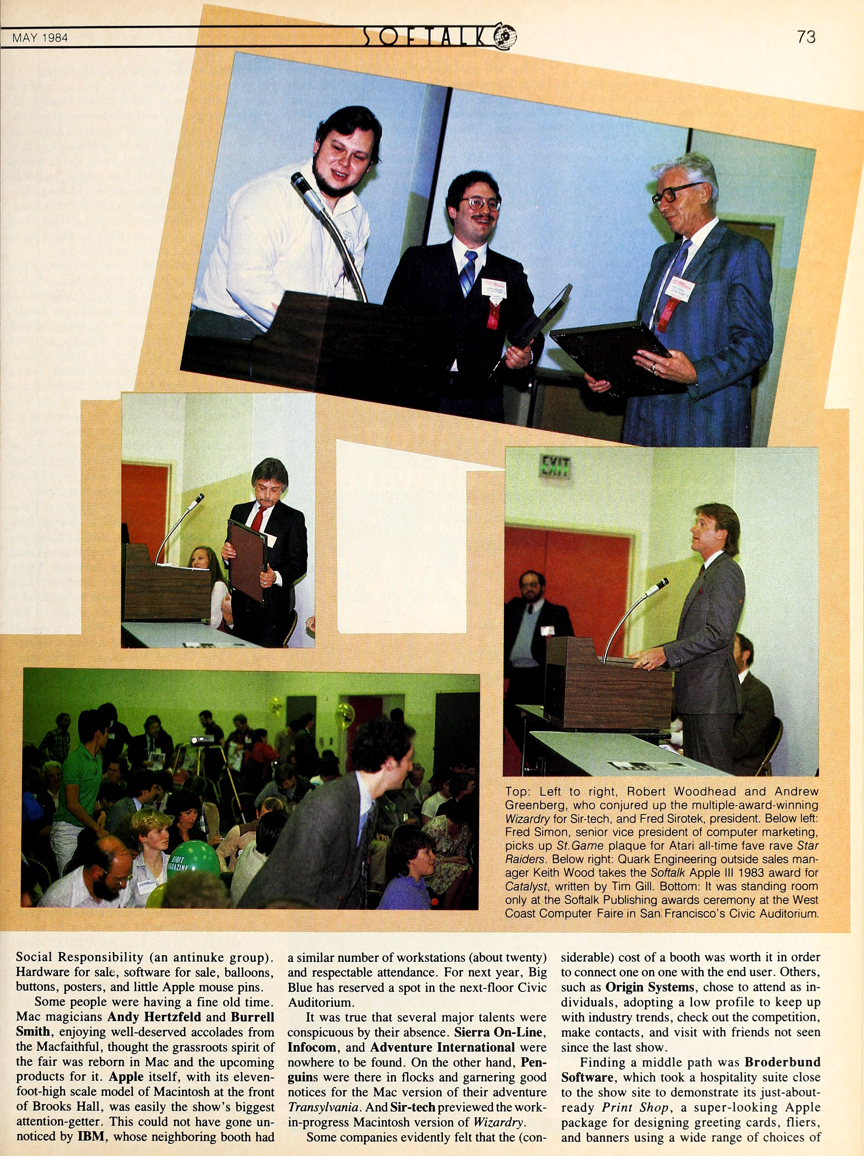 MAY 1984
SOFTALK
73
EXIT
Top: Left to right, Robert Woodhead and Andrew
Greenberg, who conjured up the multiple-award-winning
Wizardry for Sir-tech, and Fred Sirotek, president. Below left:
Fred Simon, senior vice president of computer marketing,
picks up St.Game plaque for Atari all-time fave rave Star
Raiders. Below right: Quark Engineering outside sales man-
ager Keith Wood takes the Softalk Apple III 1983 award for
Catalyst, written by Tim Gill. Bottom: It was standing room
only at the Softalk Publishing awards ceremony at the West
Coast Computer Faire in San Francisco's Civic Auditorium.
Social Responsibility (an antinuke group).
Hardware for sale, software for sale, balloons,
buttons, posters, and little Apple mouse pins.
Some people were having a fine old time.
Mac magicians Andy Hertzfeld and Burrell
Smith, enjoying well-deserved accolades from
the Macfaithful, thought the grassroots spirit of
the fair was reborn in Mac and the upcoming
products for it. Apple itself, with its eleven-
foot-high scale model of Macintosh at the front
of Brooks Hall, was easily the show's biggest
attention-getter. This could not have gone un-
noticed by IBM, whose neighboring booth had
a similar number of workstations (about twenty)
and respectable attendance. For next year, Big
Blue has reserved a spot in the next-floor Civic
Auditorium.
It was true that several major talents were
conspicuous by their absence. Sierra On-Line,
Infocom, and Adventure International were
nowhere to be found. On the other hand, Pen-
guins were there in flocks and garnering good
notices for the Mac version of their adventure
Transylvania. And Sir-tech previewed the work-
in-progress Macintosh version of Wizardry.
Some companies evidently felt that the (con-
siderable) cost of a booth was worth it in order
to connect one on one with the end user. Others,
such as Origin Systems, chose to attend as in-
dividuals, adopting a low profile to keep up
with industry trends, check out the competition,
make contacts, and visit with friends not seen
since the last show.
Finding a middle path was Broderbund
Software, which took a hospitality suite close
to the show site to demonstrate its just-about-
ready Print Shop, a super-looking Apple
package for designing greeting cards, fliers,
and banners using a wide range of choices of